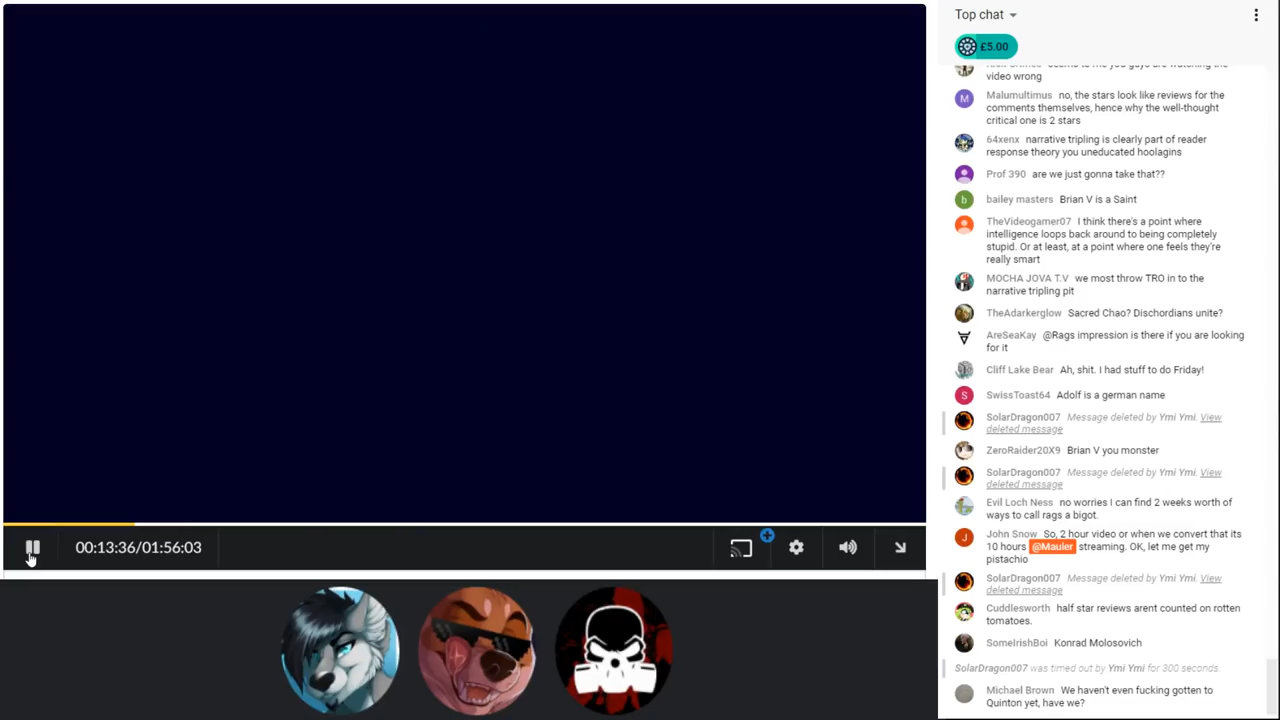 Top chat
£5.00
seems to me you guys are watching the
video wrong
M
Malumultimus no, the stars look like reviews for the
comments themselves, hence why the well-thought
critical one is 2 stars
64xenx narrative tripling is clearly part of reader
response theory you uneducated hoolagins
Prof 390 are we just gonna take that??
b
bailey masters Brian V is a Saint
TheVideogamer07 I think there's a point where
intelligence loops back around to being completely
stupid. Or at least, at a point where one feels they're
really smart
MOCHA JOVA T.V we most throw TRO in to the
narrative tripling pit
TheAdarkerglow Sacred Chao? Dischordians unite?
AreSeaKay @Rags impression is there if you are looking
for it
Cliff Lake Bear Ah, shit. I had stuff to do Friday!
S
SwissToast64 Adolf is a german name
SolarDragon007 Message deleted by Ymi Ymi. View
deleted message
ZeroRaider20X9 Brian V you monster
SolarDragon007 Message deleted by Ymi Ymi. View
deleted message
Evil Loch Ness no worries I can find 2 weeks worth of
ways to call rags a bigot.
J
John Snow So, 2 hour video or when we convert that its
10 hours @Mauler streaming. OK, let me get my
pistachio
SolarDragon007 Message deleted by Ymi Ymi. View
deleted message
Cuddlesworth half star reviews arent counted on rotten
tomatoes.
SomeIrishBoi Konrad Molosovich
SolarDragon007 was timed out by Ymi Ymi for 300 seconds.
Michael Brown We haven't even fucking gotten to
Quinton yet, have we?
00:13:36/01:56:03